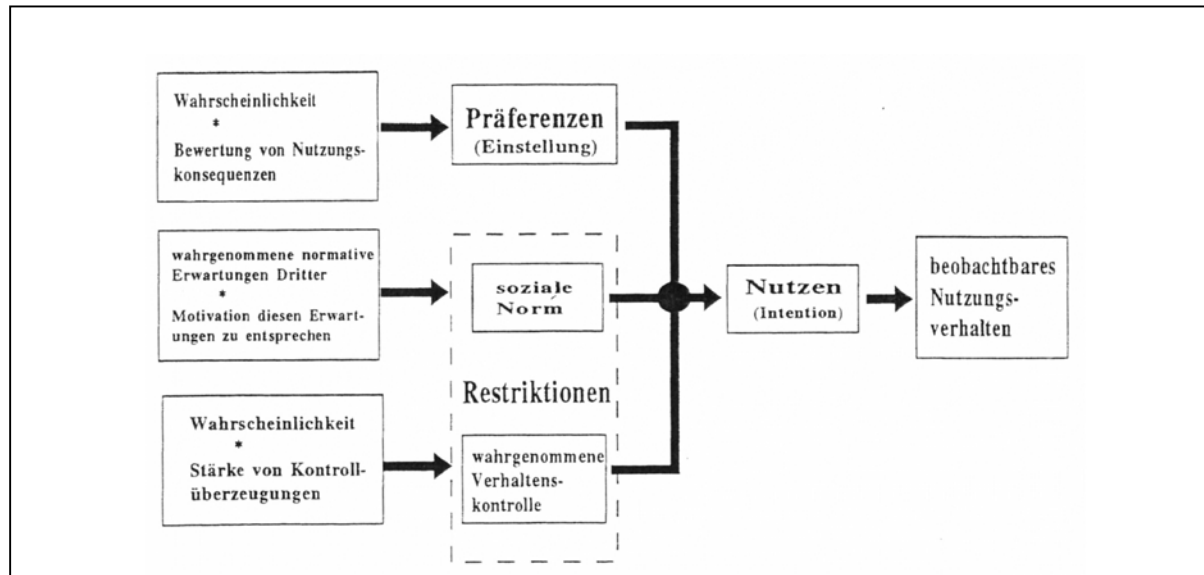 Wahrscheinlichkeit
*
Bewertung von Nutzungs-
konsequenzen
Präferenzen
(Einstellung)
wahrgenommene normative
Erwartungen Dritter
*
Motivation diesen Erwart-
ungen zu entsprechen
soziale
Norm
Restriktionen
Wahrscheinlichkeit
*
Stärke von Kontroll-
überzeugungen
wahrgenommene
Verhaltens-
kontrolle
Nutzen
(Intention)
beobachtbares
Nutzungs-
verhalten